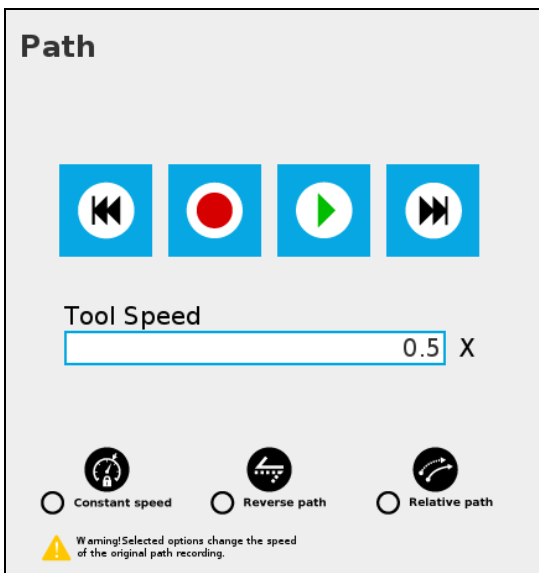 Path
Tool Speed
0.5 X
Constant speed Reverse path Relative path
Warning!Selected options change the speed
of the original path recording.